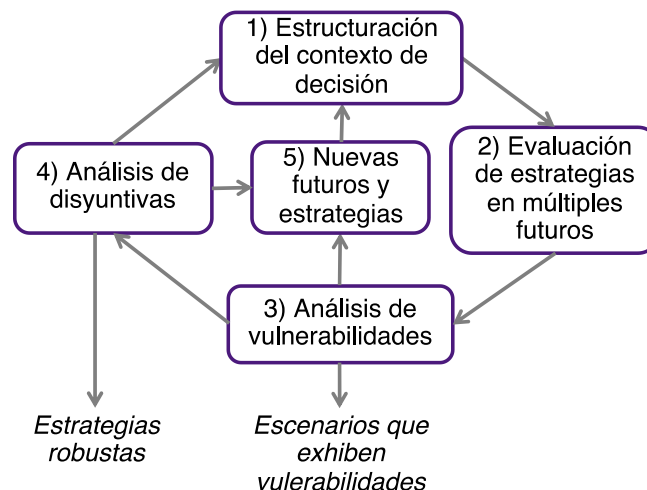 1) Estructuración
del contexto de
decisión
4) Análisis de
disyuntivas
5) Nuevas
futuros y
estrategias
2) Evaluación
de estrategias
en múltiples
futuros
3) Análisis de
vulnerabilidades
Estrategias
robustas
Escenarios que
exhiben
vulerabilidades